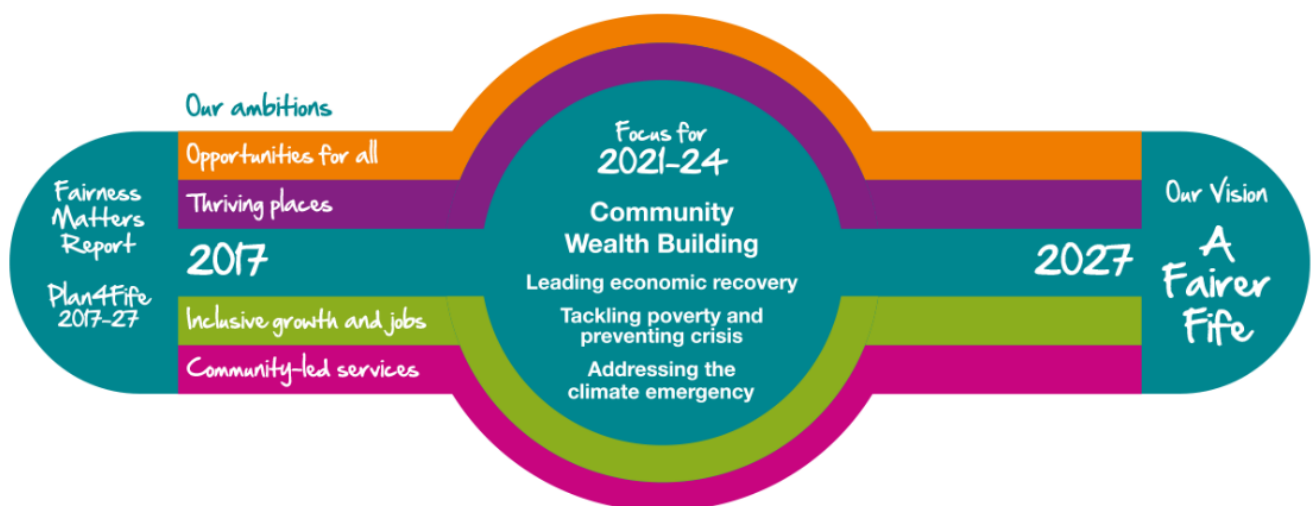 Fairness
Matters
Report
Plan4Fife
2017-27
Our ambitions
Opportunities for all
Thriving places
2017
Inclusive growth and jobs
Community-led services
Focus for
2021-24
Community
Wealth Building
Leading economic recovery
Tackling poverty and
preventing crisis
Addressing the
climate emergency
2027
Our Vision
A
Fairer
Fife